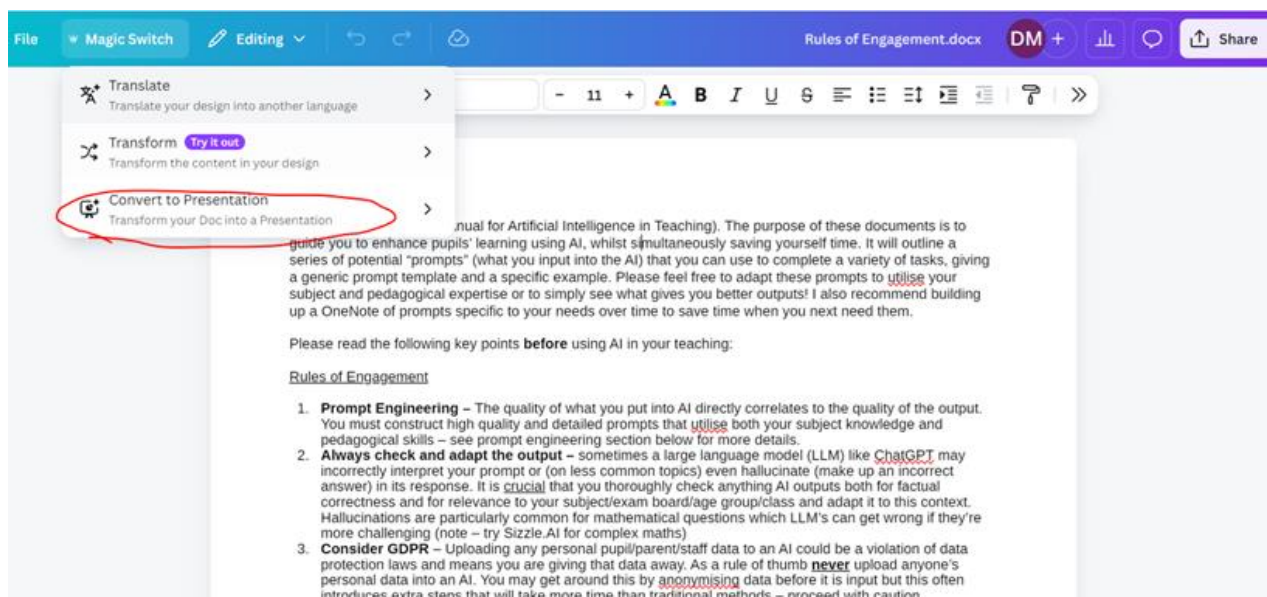 File Magic Switch Editing Rules of Engagement.docx DM + Share
Translate
Translate your design into another language
Transform Try it out
Transform the content in your design
Convert to Presentation
Transform your Doc into a Presentation
- 11 + A B I U S
nual for Artificial Intelligence in Teaching). The purpose of these documents is to
guide you to enhance pupils' learning using AI, whilst simultaneously saving yourself time. It will outline a
series of potential “prompts” (what you input into the AI) that you can use to complete a variety of tasks, giving
a generic prompt template and a specific example. Please feel free to adapt these prompts to utilise your
subject and pedagogical expertise or to simply see what gives you better outputs! I also recommend building
up a OneNote of prompts specific to your needs over time to save time when you next need them.
Please read the following key points before using AI in your teaching:
Rules of Engagement
1. Prompt Engineering – The quality of what you put into AI directly correlates to the quality of the output.
You must construct high quality and detailed prompts that utilise both your subject knowledge and
pedagogical skills – see prompt engineering section below for more details.
2. Always check and adapt the output – sometimes a large language model (LLM) like ChatGPT may
incorrectly interpret your prompt or (on less common topics) even hallucinate (make up an incorrect
answer) in its response. It is crucial that you thoroughly check anything AI outputs both for factual
correctness and for relevance to your subject/exam board/age group/class and adapt it to this context.
Hallucinations are particularly common for mathematical questions which LLM's can get wrong if they're
more challenging (note – try Sizzle.AI for complex maths)
3. Consider GDPR – Uploading any personal pupil/parent/staff data to an AI could be a violation of data
protection laws and means you are giving that data away. As a rule of thumb never upload anyone's
personal data into an AI. You may get around this by anonymising data before it is input but this often
introduces extra steps that will take more time than traditional methods – proceed with caution